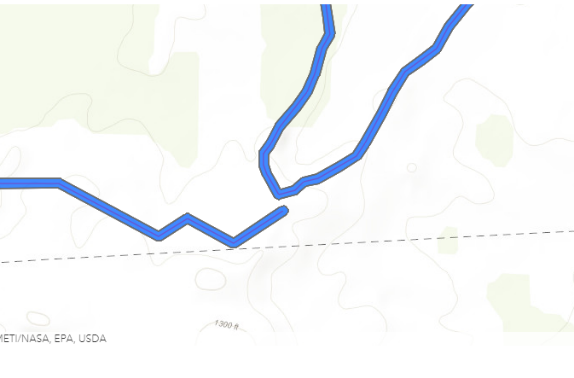 1300 ft
METI/NASA, EPA, USDA